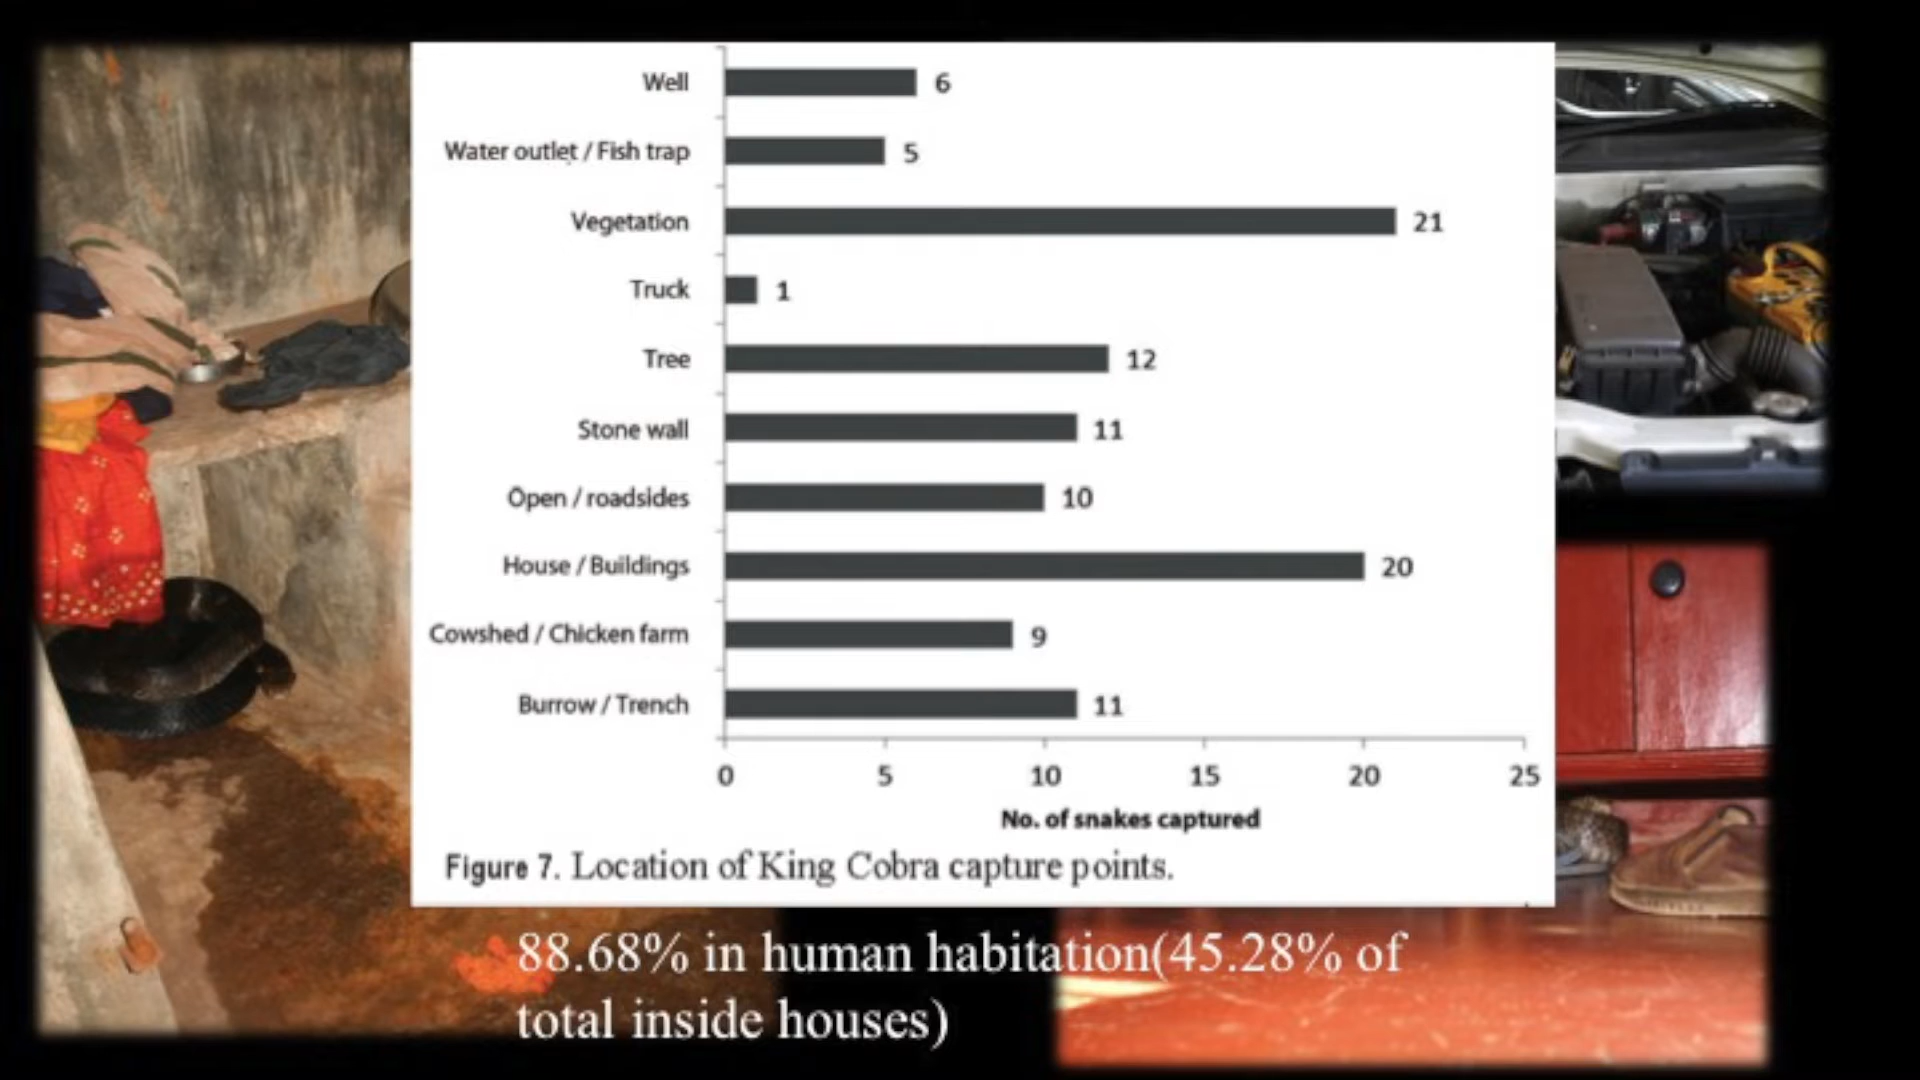 Well 6
Water outlet / Fish trap 5
Vegetation 21
Truck 1
Tree 12
Stone wall 11
Open / roadsides 10
House / Buildings 20
Cowshed / Chicken farm 9
Burrow / Trench 11
0 5 10 15 20 25
No. of snakes captured
Figure 7. Location of King Cobra capture points.
88.68% in human habitation(45.28% of
total inside houses)